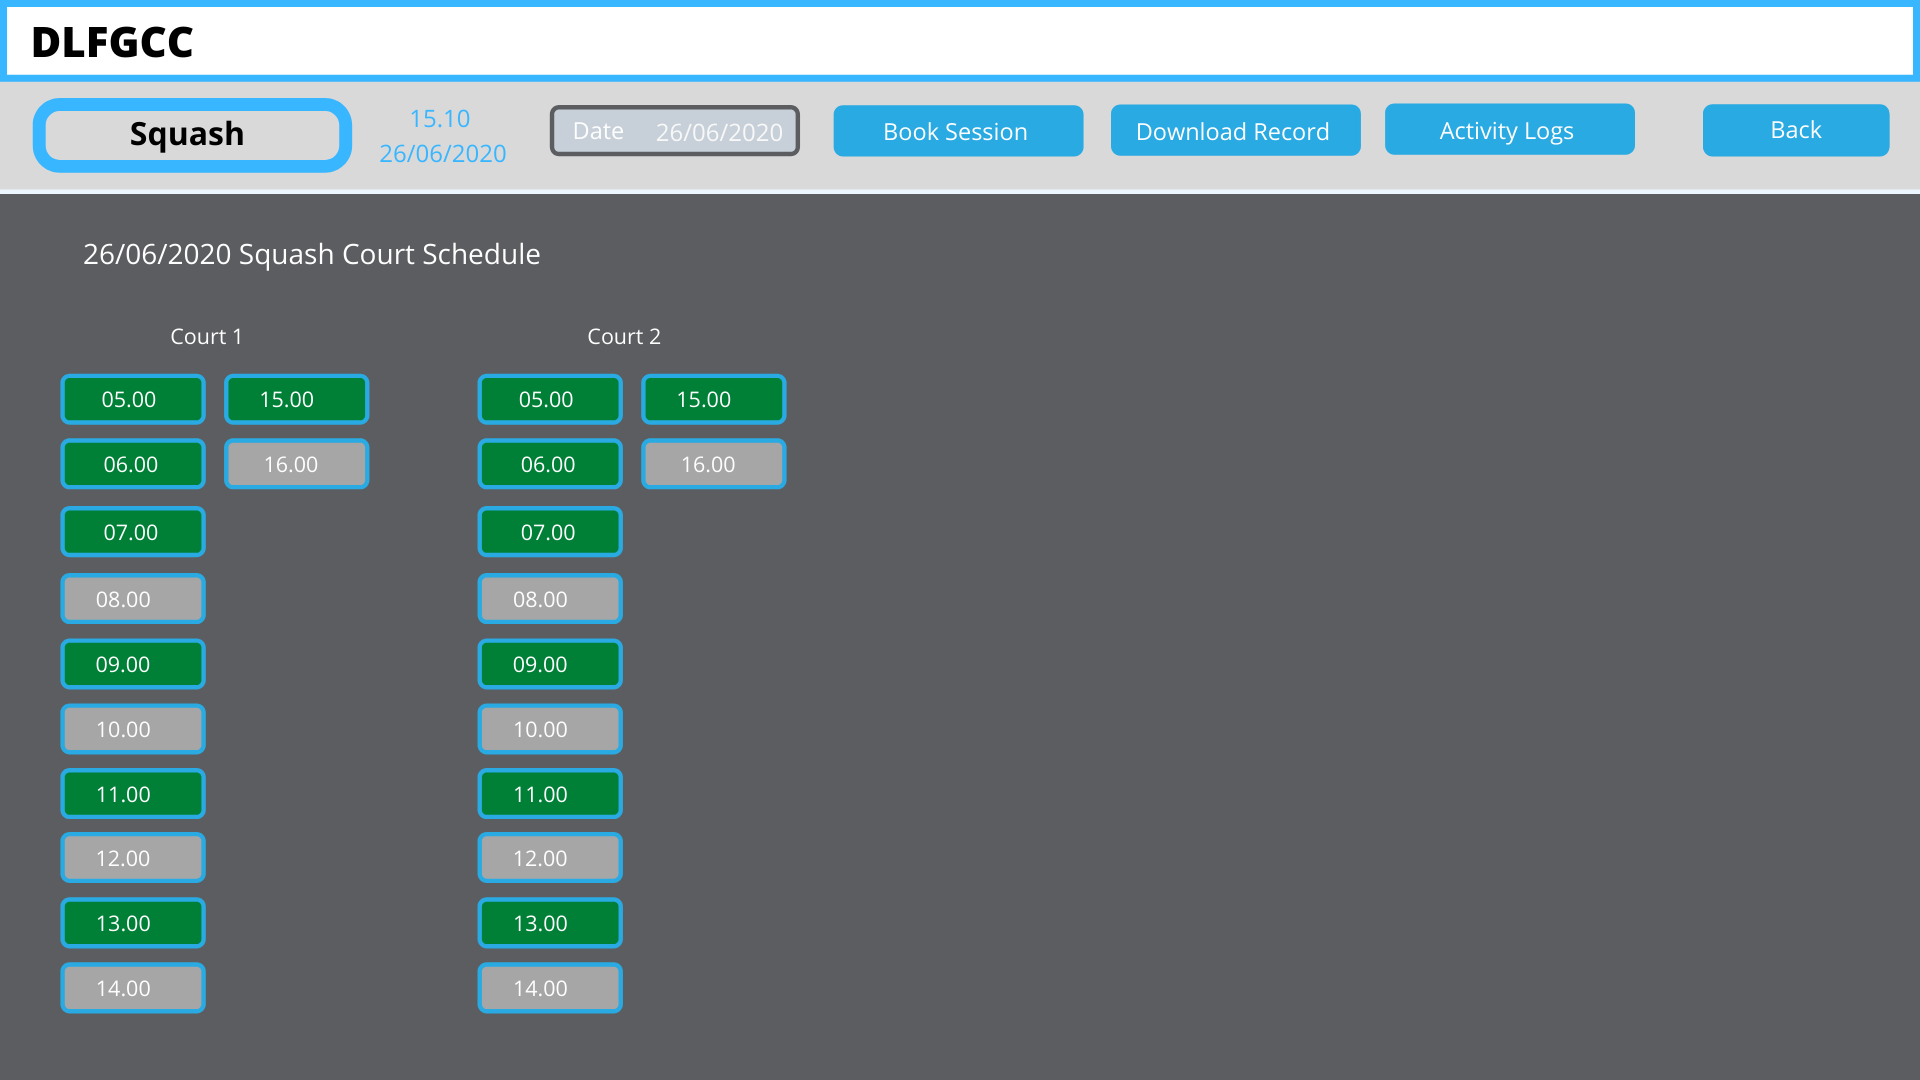 DLFGCC
Squash
15.10
26/06/2020
Date 26/06/2020
Book Session
Download Record
Activity Logs
Back
26/06/2020 Squash Court Schedule
Court 1
Court 2
05.00 15.00 05.00 15.00
06.00 16.00 06.00 16.00
07.00 07.00
08.00 08.00
09.00 09.00
10.00 10.00
11.00 11.00
12.00 12.00
13.00 13.00
14.00 14.00